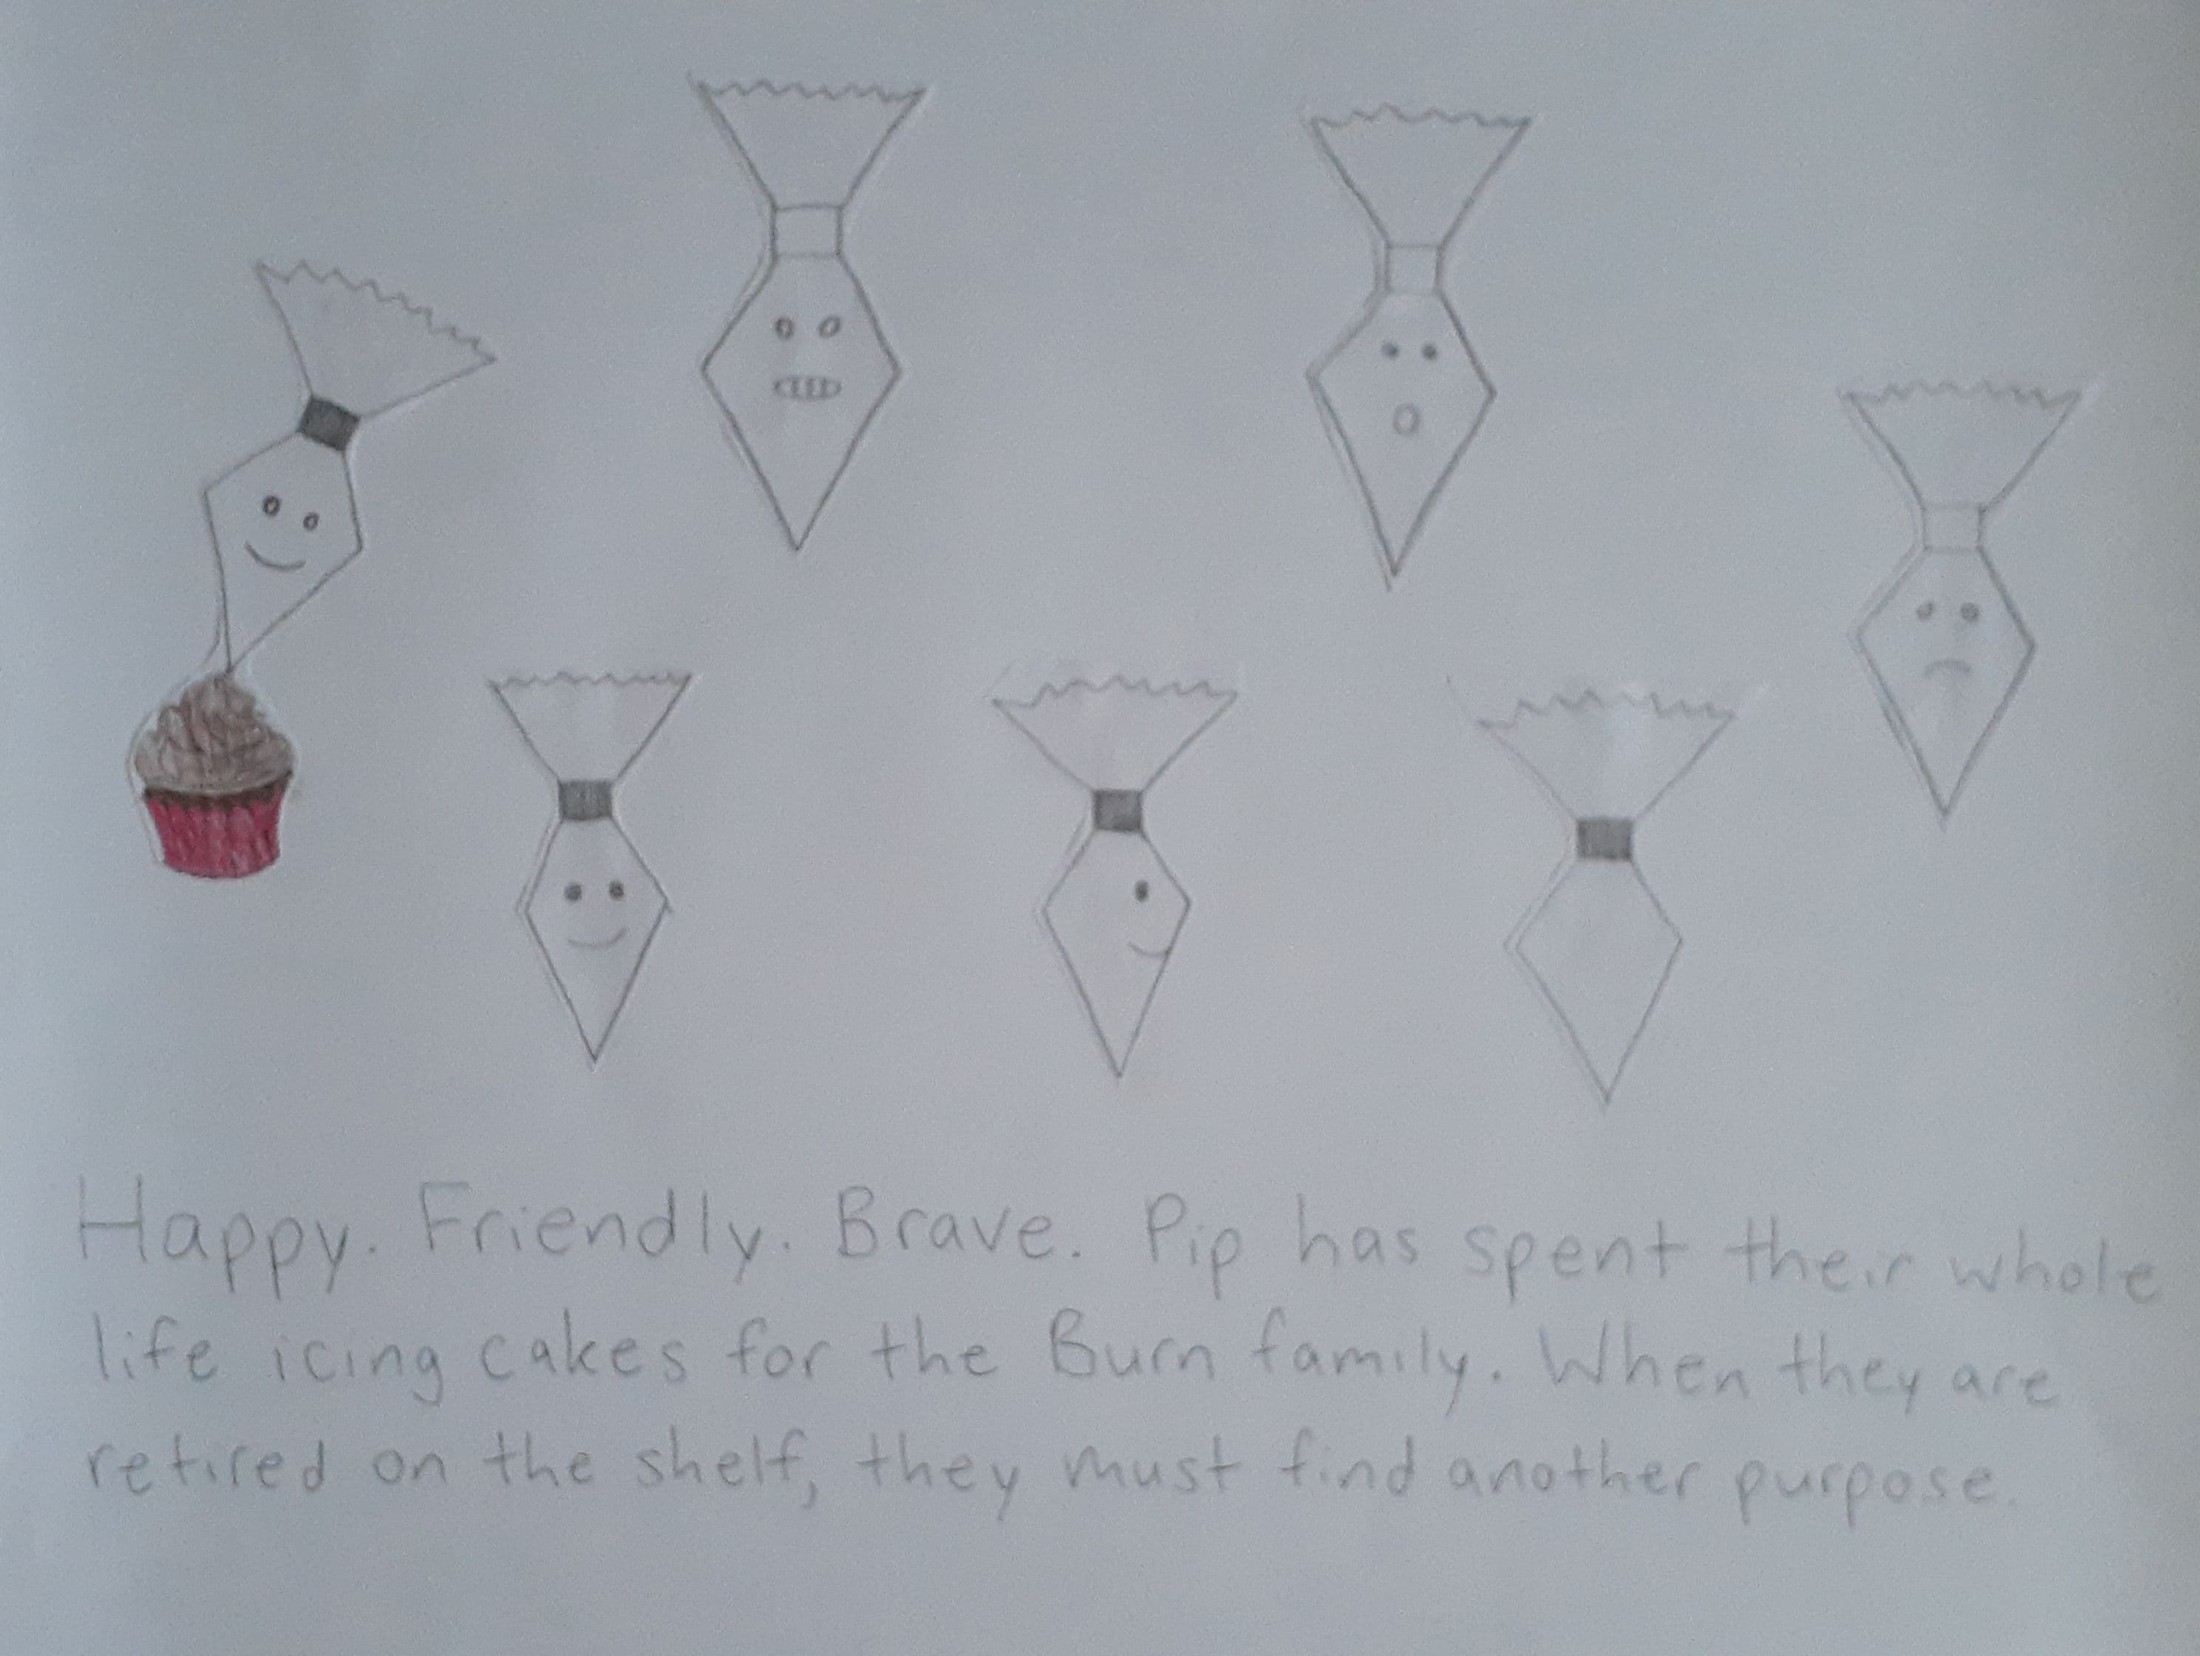 Happy. Friendly. Brave. Pip has spent their whole
life icing cakes for the Burn family. When they are
retired on the shelf, they must find another purpose.